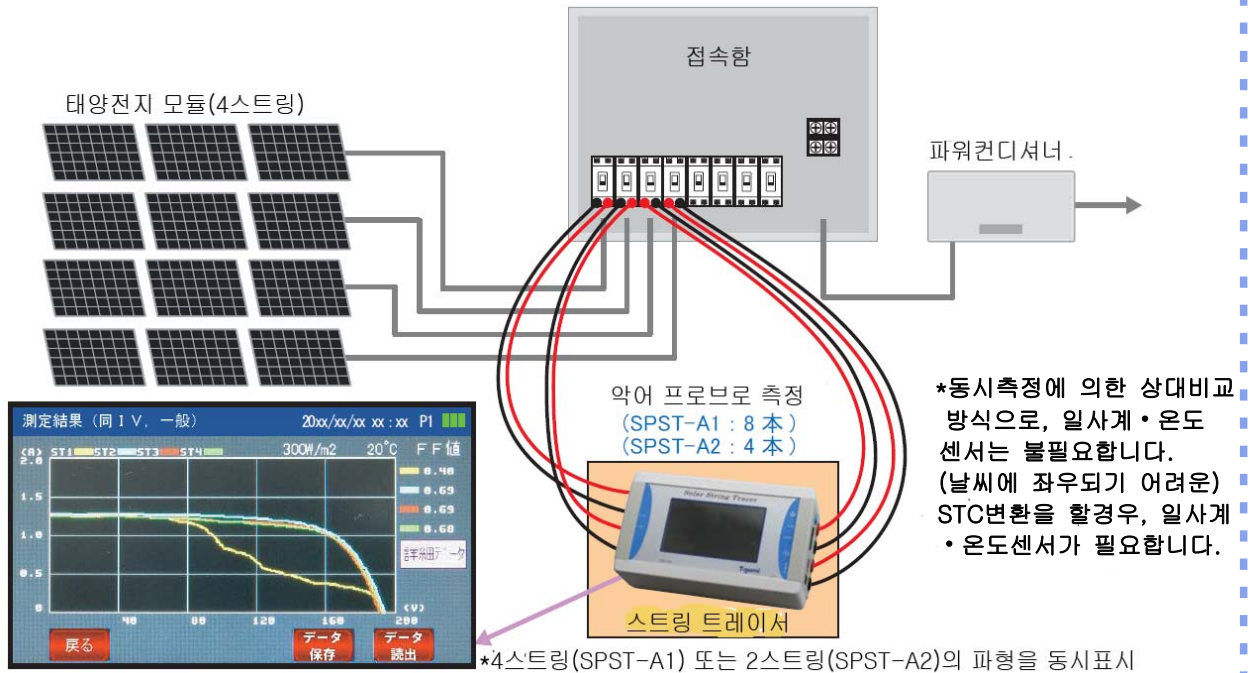 접속함
태양전지 모듈(4스트링)
파워컨디셔너
악어 프로브로 측정
(SPST-A1 : 8 本 )
(SPST-A2 : 4 本 )
*동시측정에 의한 상대비교
방식으로, 일사계•온도
센서는 불필요합니다.
(날씨에 좌우되기 어려운)
STC변환을 할경우, 일사계
•온도센서가 필요합니다.
測定結果（同ＩＶ．一般） 20xx/xx/xx xx : xx P1
(A) ST1 ST2 ST3 ST4 300W/m2 20°C ＦＦ値
2.0
0.40
0.69
1.5
0.69
0.68
1.0
詳細データ
0.5
0
(V)
40 80 120 160 200
戻る
データ
保存
データ
読出
Solar String Tracer
스트링 트레이서
*4스트링(SPST-A1) 또는 2스트링(SPST-A2)의 파형을 동시표시